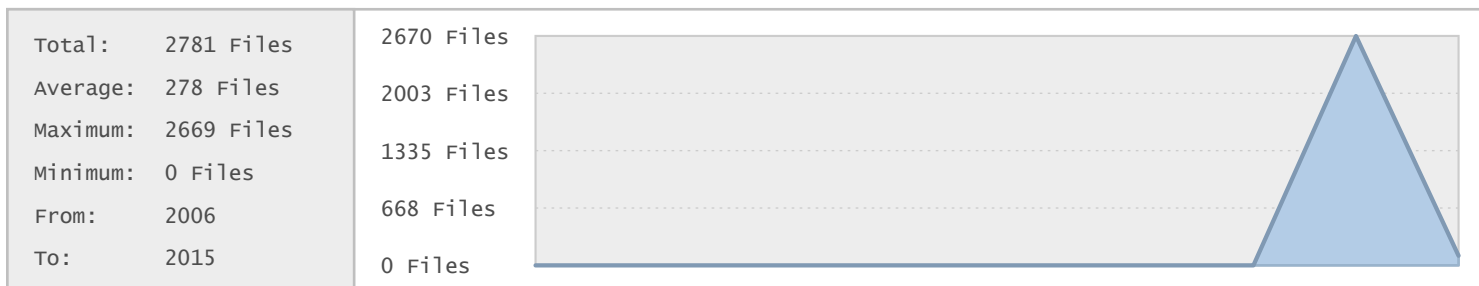 Total: 2781 Files
Average: 278 Files
Maximum: 2669 Files
Minimum: 0 Files
From: 2006
To: 2015
2670 Files
2003 Files
1335 Files
668 Files
0 Files